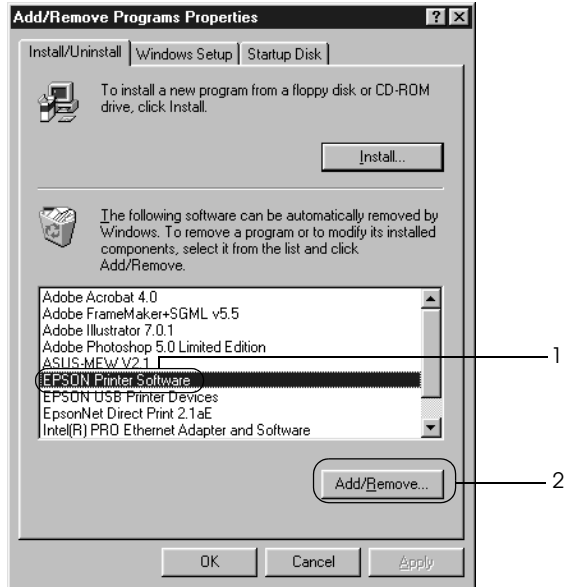 Add/Remove Programs Properties
Install/Uninstall Windows Setup Startup Disk
To install a new program from a floppy disk or CD-ROM
drive, click Install.
Install...
The following software can be automatically removed by
Windows. To remove a program or to modify its installed
components, select it from the list and click
Add/Remove.
Adobe Acrobat 4.0
Adobe FrameMaker+SGML v5.5
Adobe Illustrator 7.0.1
Adobe Photoshop 5.0 Limited Edition
ASUS-MEW V2.1
1
EPSON Printer Software
EPSON USB Printer Devices
EpsonNet Direct Print 2.1aE
Intel(R) PRO Ethernet Adapter and Software
Add/Remove...
2
OK Cancel Apply